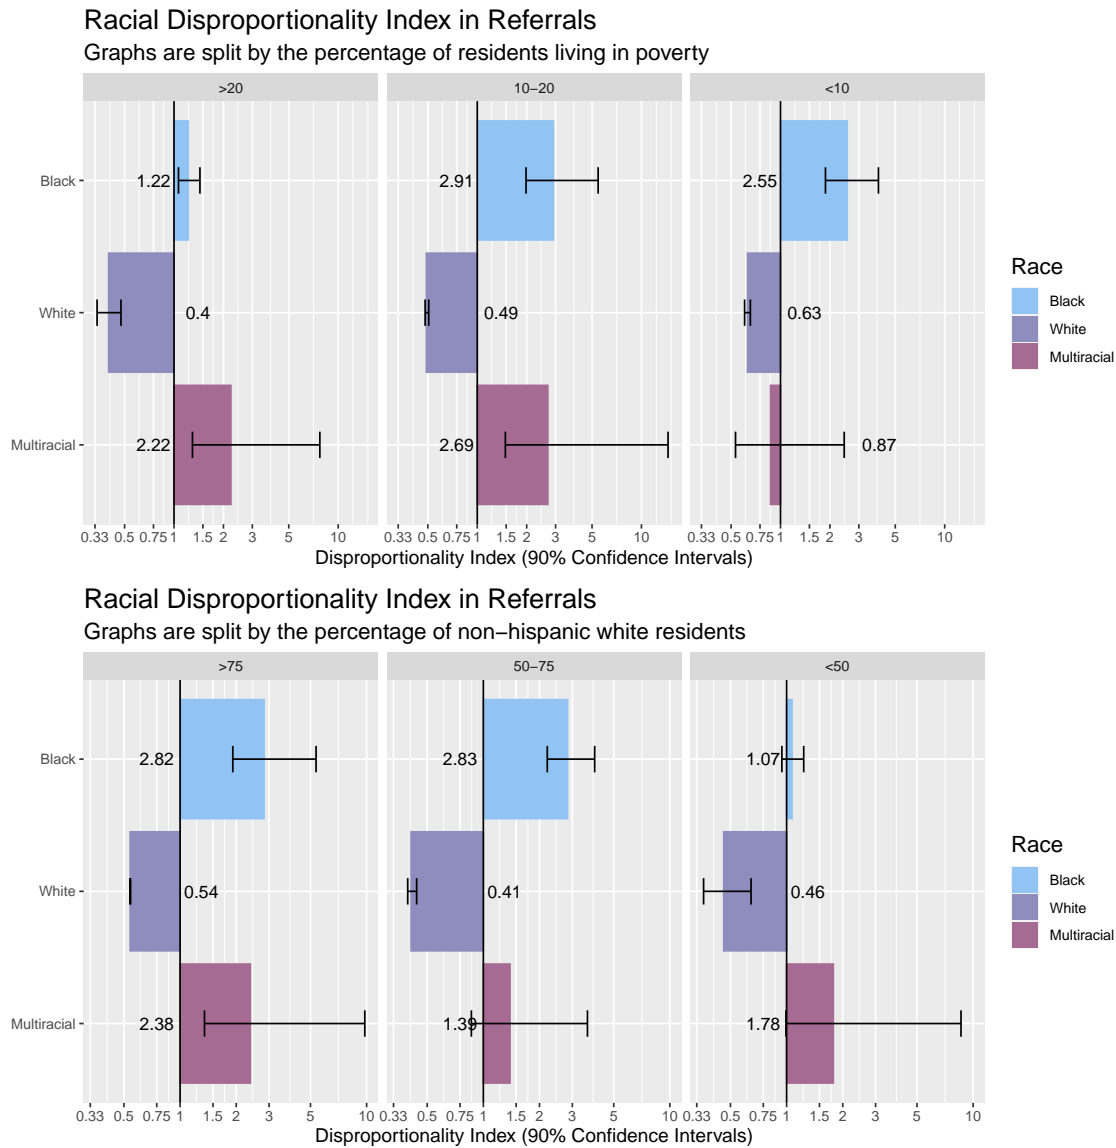 Racial Disproportionality Index in Referrals
Graphs are split by the percentage of residents living in poverty
>20 10−20 <10
Black 1.22 2.91 2.55
White 0.4 0.49 0.63
Multiracial 2.22 2.69 0.87
0.33 0.5 0.75 1 1.5 2 3 5 10 0.33 0.5 0.75 1 1.5 2 3 5 10 0.33 0.5 0.75 1 1.5 2 3 5 10
Disproportionality Index (90% Confidence Intervals)
Race
Black
White
Multiracial
Racial Disproportionality Index in Referrals
Graphs are split by the percentage of non−hispanic white residents
>75 50−75 <50
Black 2.82 2.83 1.07
White 0.54 0.41 0.46
Multiracial 2.38 1.39 1.78
0.33 0.5 0.75 1 1.5 2 3 5 10 0.33 0.5 0.75 1 1.5 2 3 5 10 0.33 0.5 0.75 1 1.5 2 3 5 10
Disproportionality Index (90% Confidence Intervals)
Race
Black
White
Multiracial